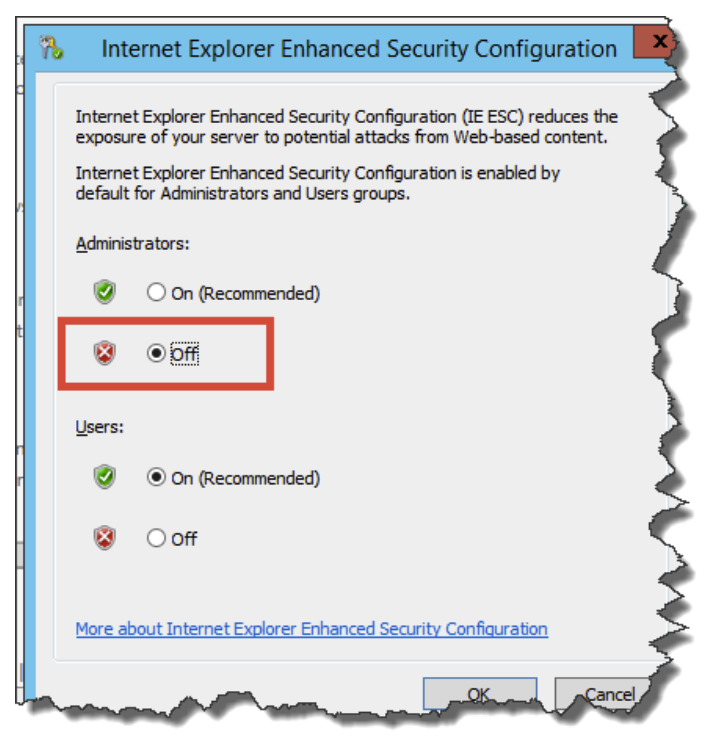 Internet Explorer Enhanced Security Configuration
x
Internet Explorer Enhanced Security Configuration (IE ESC) reduces the
exposure of your server to potential attacks from Web-based content.
Internet Explorer Enhanced Security Configuration is enabled by
default for Administrators and Users groups.
Administrators:
On (Recommended)
Off
Users:
On (Recommended)
Off
More about Internet Explorer Enhanced Security Configuration
OK
Cancel